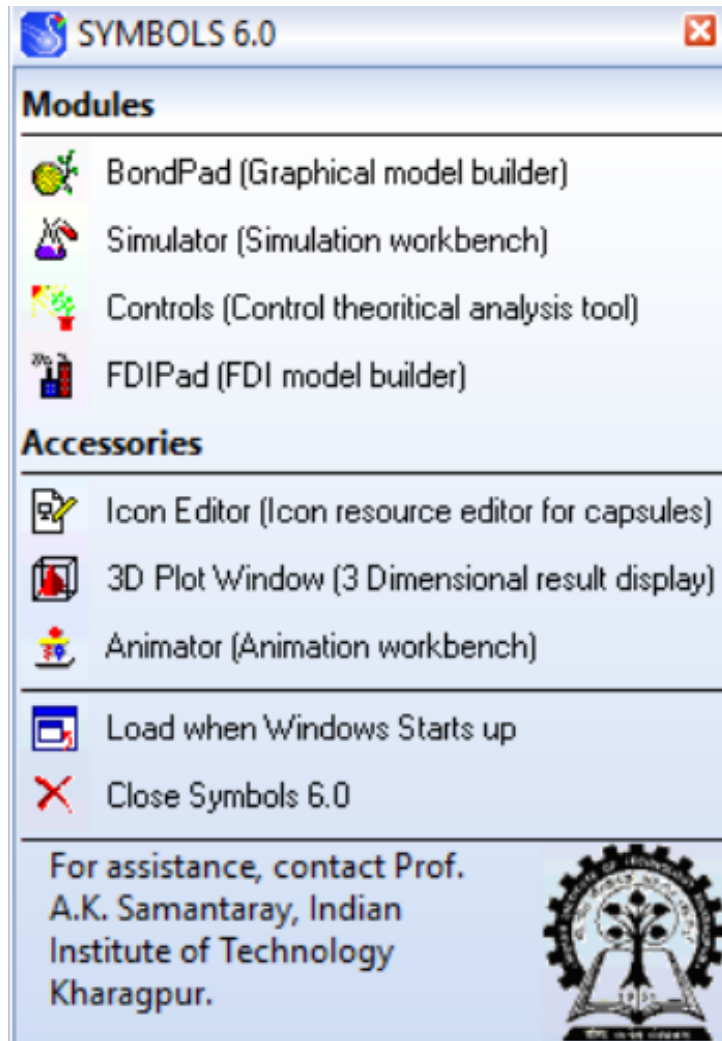 SYMBOLS 6.0
Modules
BondPad (Graphical model builder)
Simulator (Simulation workbench)
Controls (Control theoritical analysis tool)
FDIPad (FDI model builder)
Accessories
Icon Editor (Icon resource editor for capsules)
3D Plot Window (3 Dimensional result display)
Animator (Animation workbench)
Load when Windows Starts up
Close Symbols 6.0
For assistance, contact Prof.
A.K. Samantaray, Indian
Institute of Technology
Kharagpur.